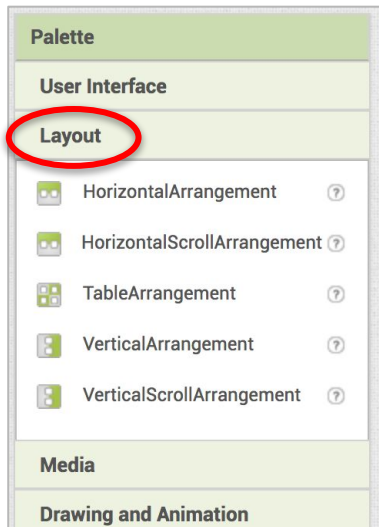 Palette
User Interface
Layout
HorizontalArrangement ?
HorizontalScrollArrangement ?
TableArrangement ?
VerticalArrangement ?
VerticalScrollArrangement ?
Media
Drawing and Animation